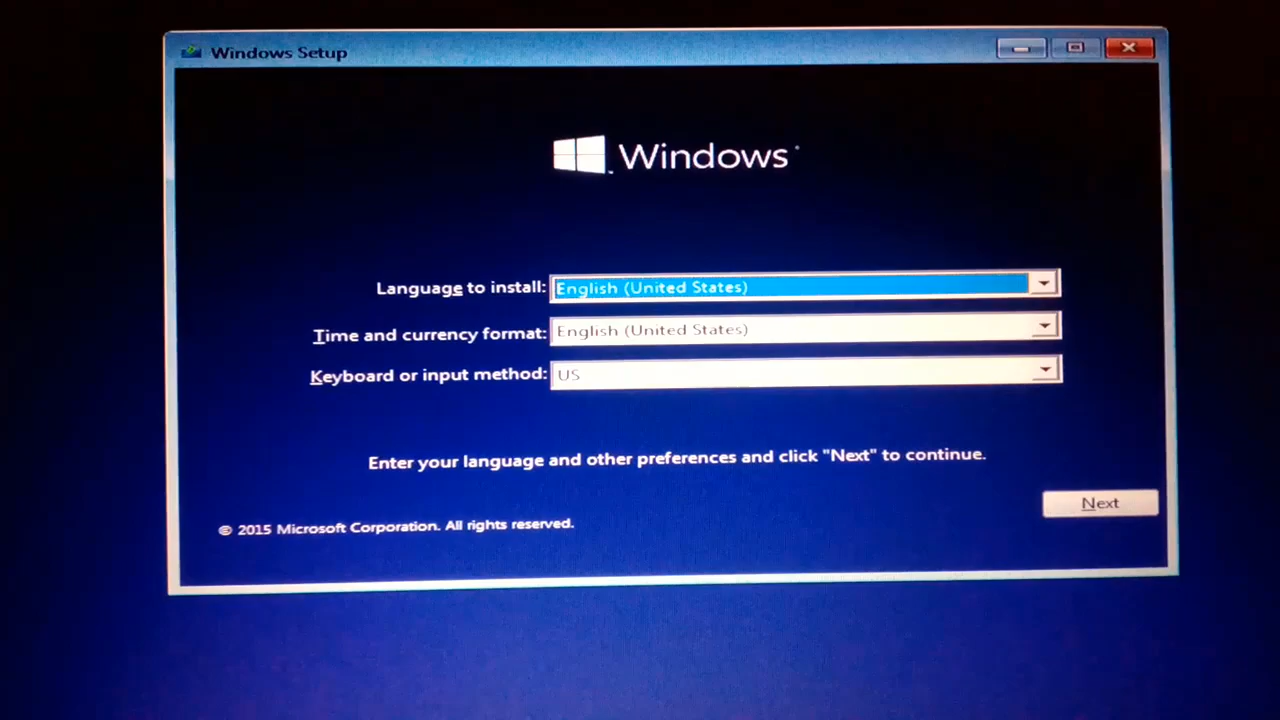 Windows Setup
Windows
Language to install: English (United States)
Time and currency format: English (United States)
Keyboard or input method: US
Enter your language and other preferences and click "Next" to continue.
Next
© 2015 Microsoft Corporation. All rights reserved.